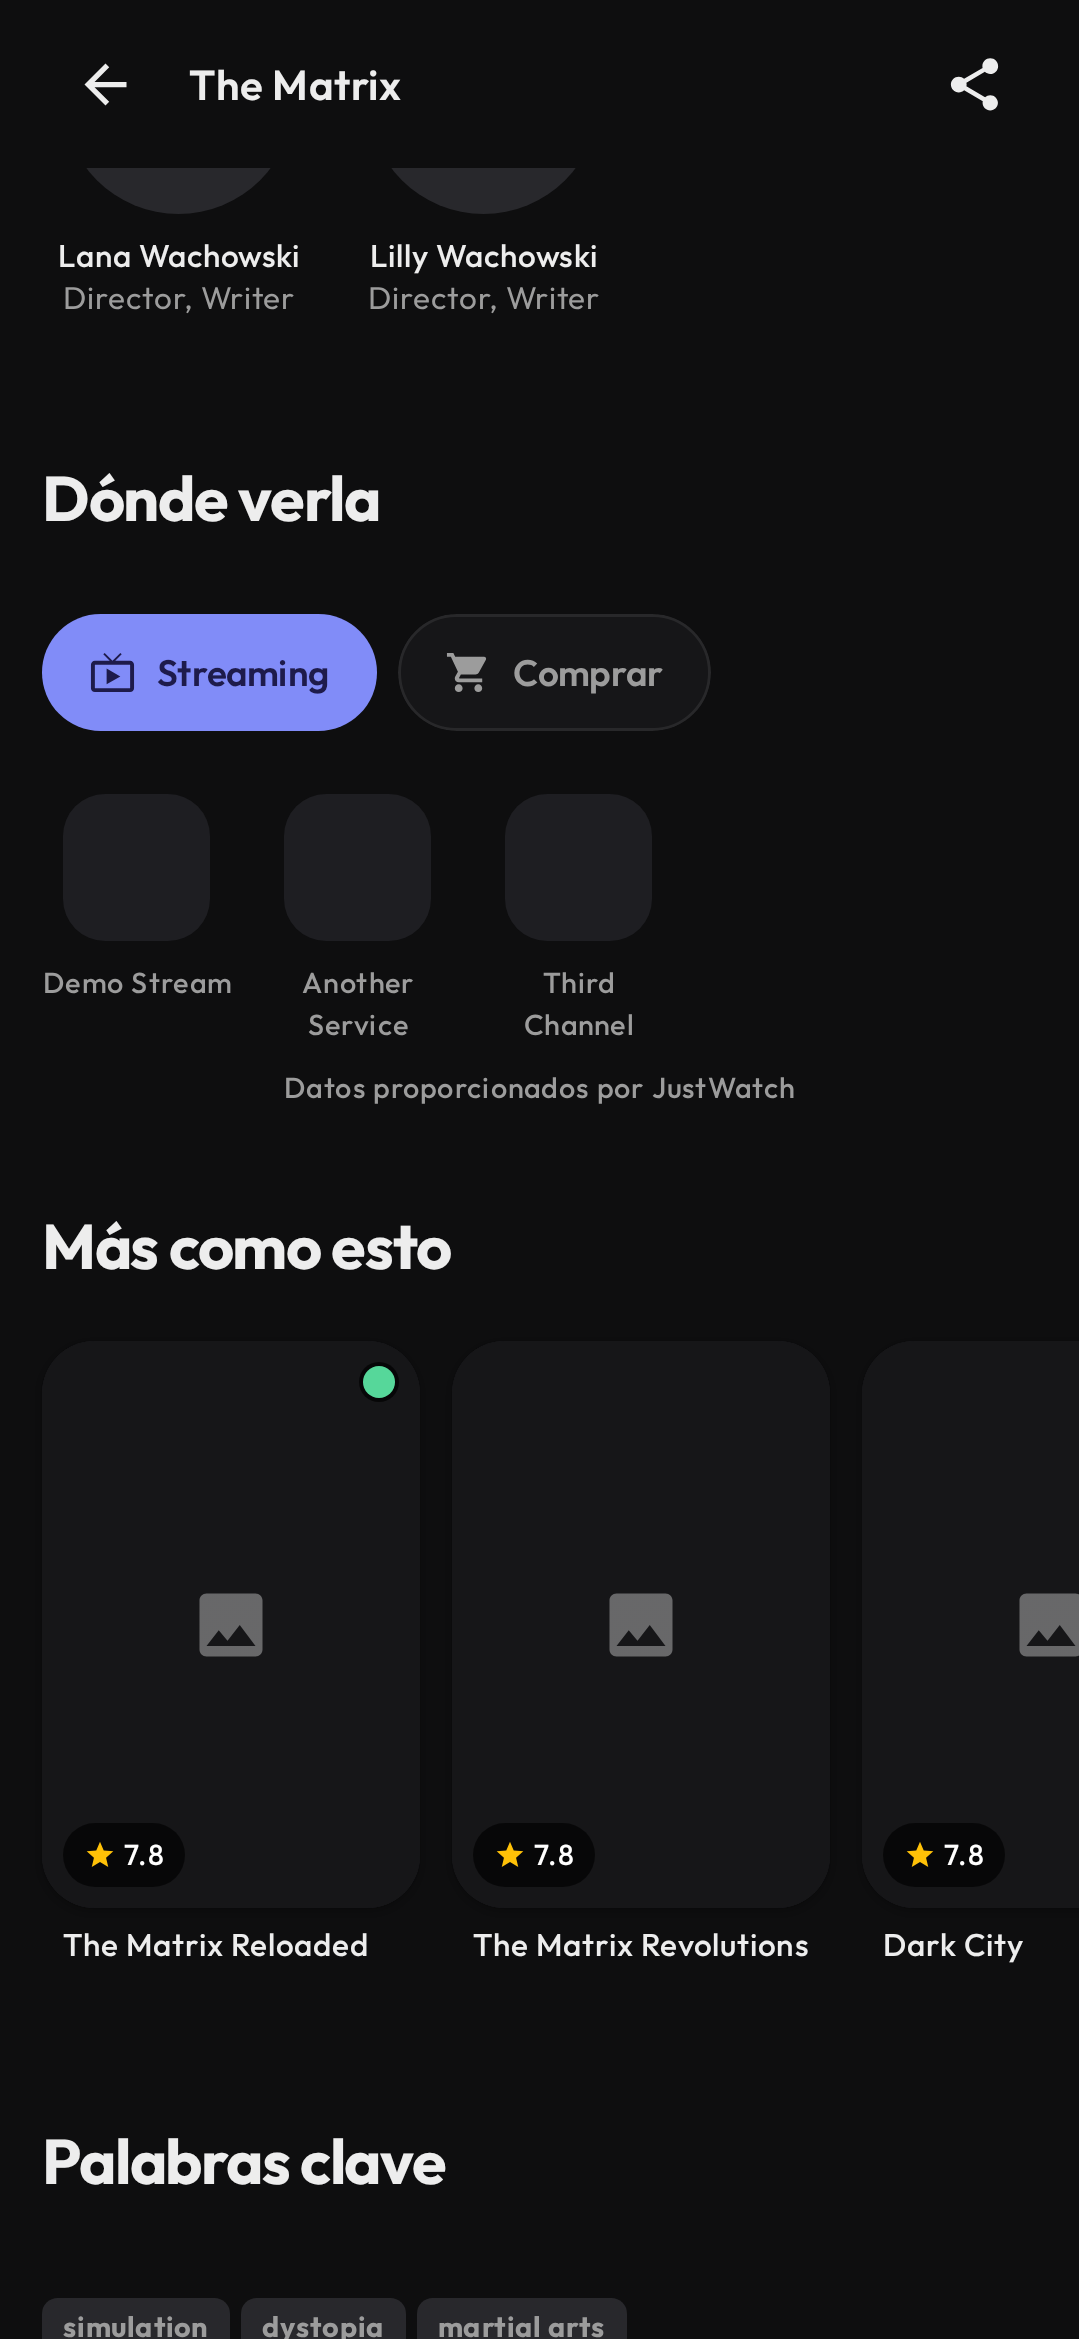 The Matrix
Lana Wachowski
Director, Writer
Lilly Wachowski
Director, Writer
Dónde verla
Streaming
Comprar
Demo Stream
Another
Service
Third
Channel
Datos proporcionados por JustWatch
Más como esto
7.8
The Matrix Reloaded
7.8
The Matrix Revolutions
7.8
Dark City
Palabras clave
simulation
dystopia
martial arts